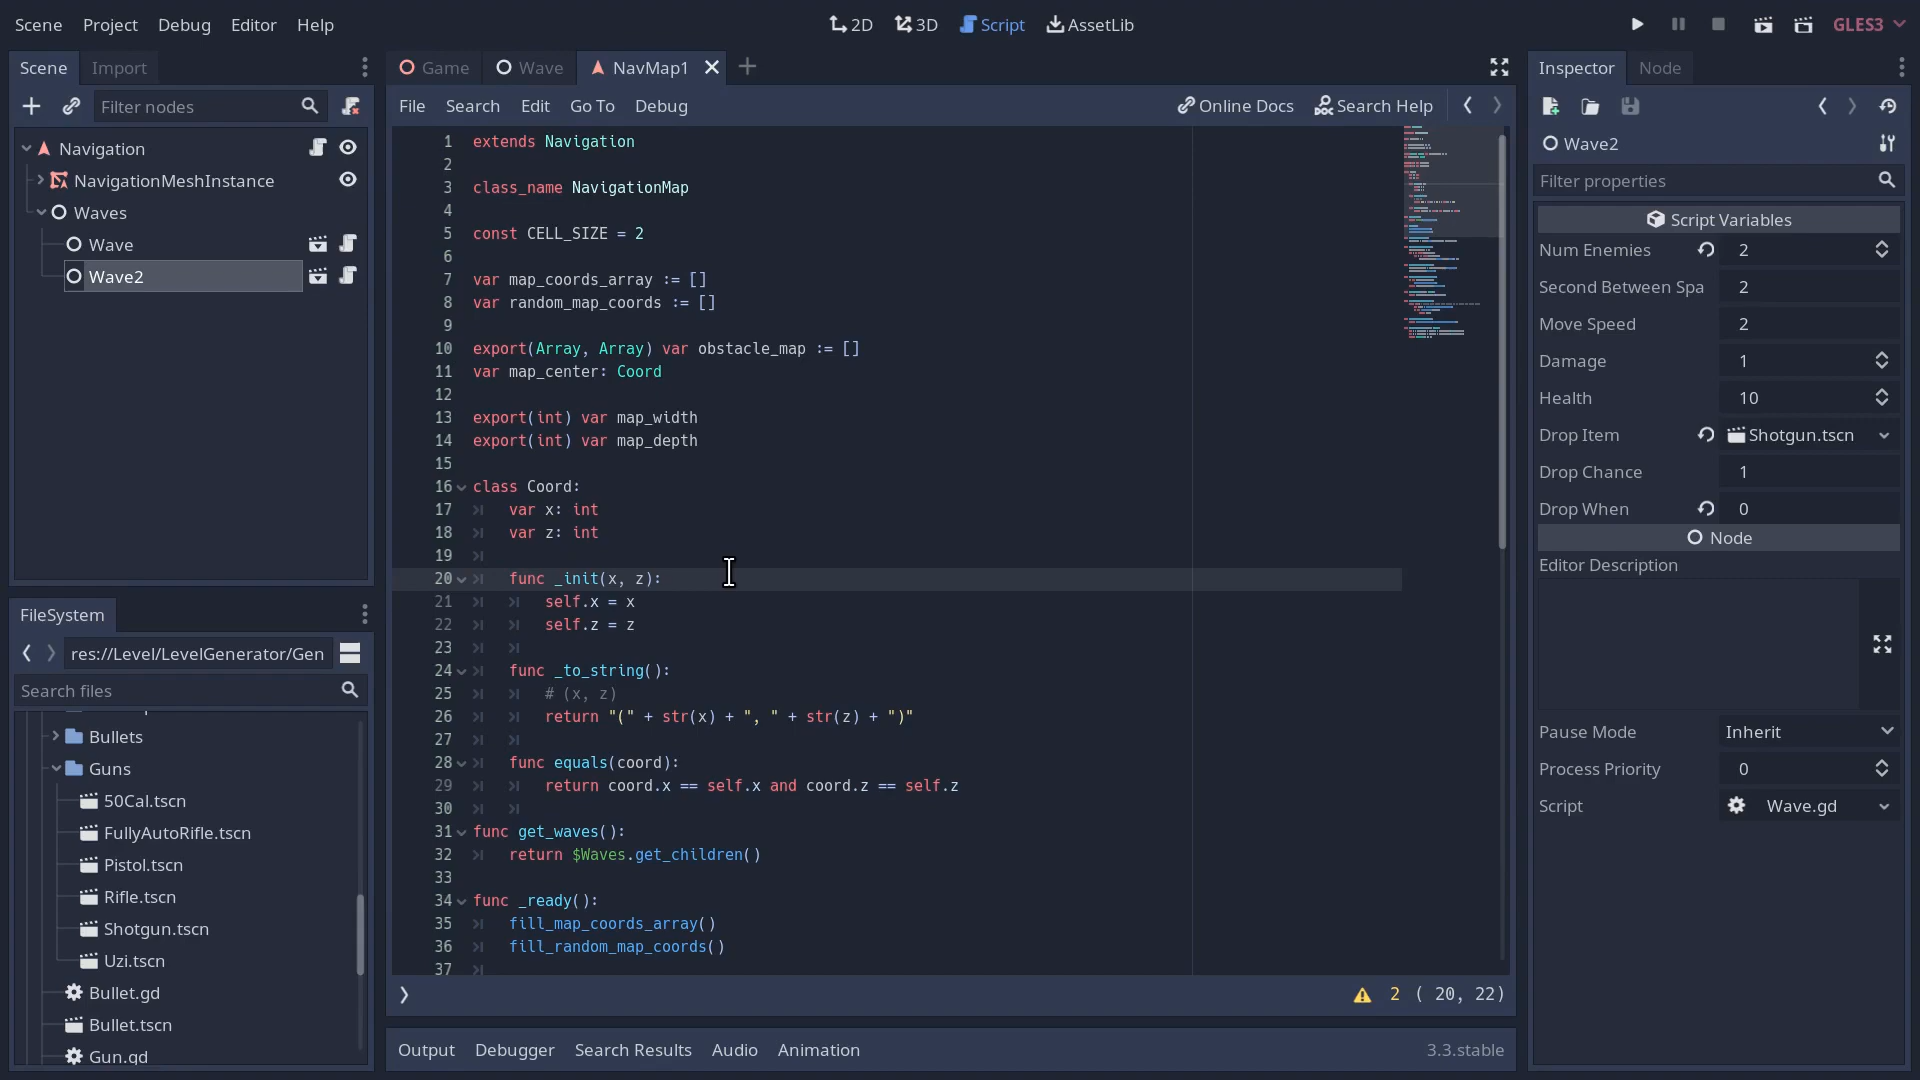 Scene Project Debug Editor Help
2D 3D Script AssetLib
GLES3
Scene Import
Filter nodes
Navigation
NavigationMeshInstance
Waves
Wave
Wave2
FileSystem
res://Level/LevelGenerator/Gen
Search files
Bullets
Guns
50Cal.tscn
FullyAutoRifle.tscn
Pistol.tscn
Rifle.tscn
Shotgun.tscn
Uzi.tscn
Bullet.gd
Bullet.tscn
Gun.gd
Game Wave NavMap1
File Search Edit Go To Debug
Online Docs Search Help
1 extends Navigation
2
3 class_name NavigationMap
4
5 const CELL_SIZE = 2
6
7 var map_coords_array := []
8 var random_map_coords := []
9
10 export(Array, Array) var obstacle_map := []
11 var map_center: Coord
12
13 export(int) var map_width
14 export(int) var map_depth
15
16 class Coord:
17 var x: int
18 var z: int
19
20 func _init(x, z):
21 self.x = x
22 self.z = z
23
24 func _to_string():
25 # (x, z)
26 return "(" + str(x) + ", " + str(z) + ")"
27
28 func equals(coord):
29 return coord.x == self.x and coord.z == self.z
30
31 func get_waves():
32 return $Waves.get_children()
33
34 func _ready():
35 fill_map_coords_array()
36 fill_random_map_coords()
37
2 ( 20, 22)
Output Debugger Search Results Audio Animation
3.3.stable
Inspector Node
Wave2
Filter properties
Script Variables
Num Enemies 2
Second Between Spa 2
Move Speed 2
Damage 1
Health 10
Drop Item Shotgun.tscn
Drop Chance 1
Drop When 0
Node
Editor Description
Pause Mode Inherit
Process Priority 0
Script Wave.gd